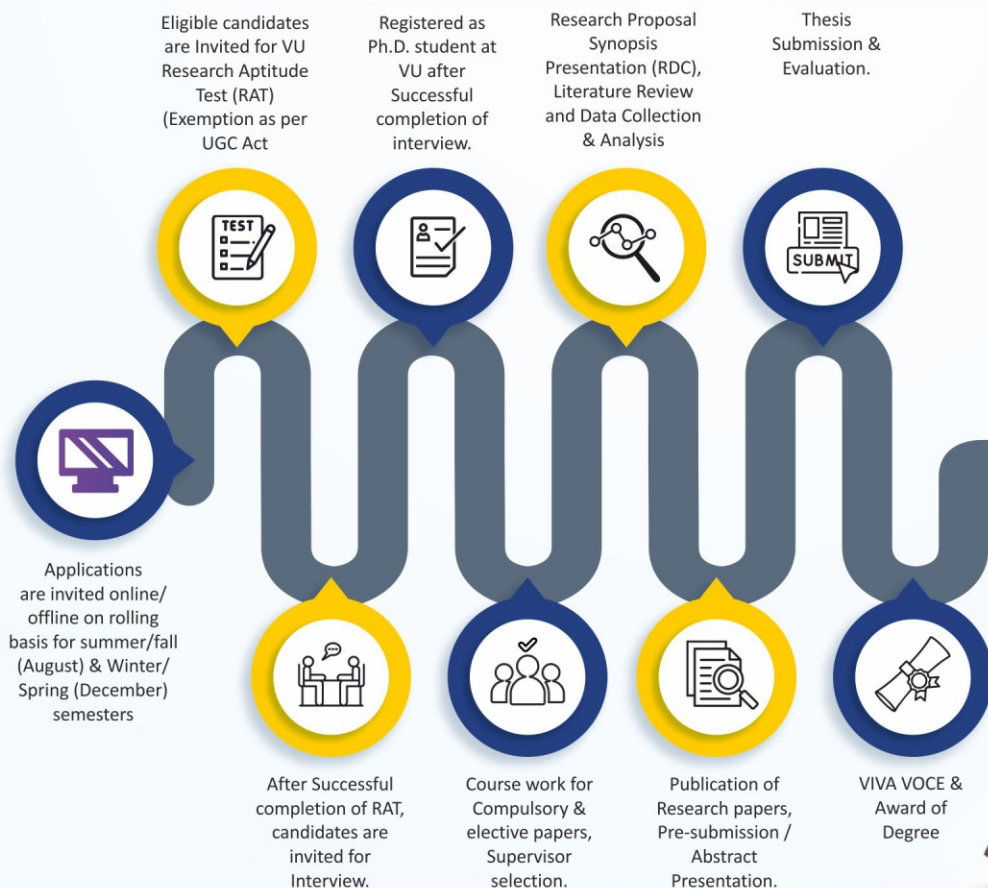 Applications
are invited online/
offline on rolling
basis for summer/fall
(August) & Winter/
Spring (December)
semesters
Eligible candidates
are Invited for VU
Research Aptitude
Test (RAT)
(Exemption as per
UGC Act
TEST
After Successful
completion of RAT,
candidates are
invited for
Interview.
Registered as
Ph.D. student at
VU after
Successful
completion of
interview.
Course work for
Compulsory &
elective papers,
Supervisor
selection.
Research Proposal
Synopsis
Presentation (RDC),
Literature Review
and Data Collection
& Analysis
Publication of
Research papers,
Pre-submission /
Abstract
Presentation.
Thesis
Submission &
Evaluation.
SUBMIT
VIVA VOCE &
Award of
Degree